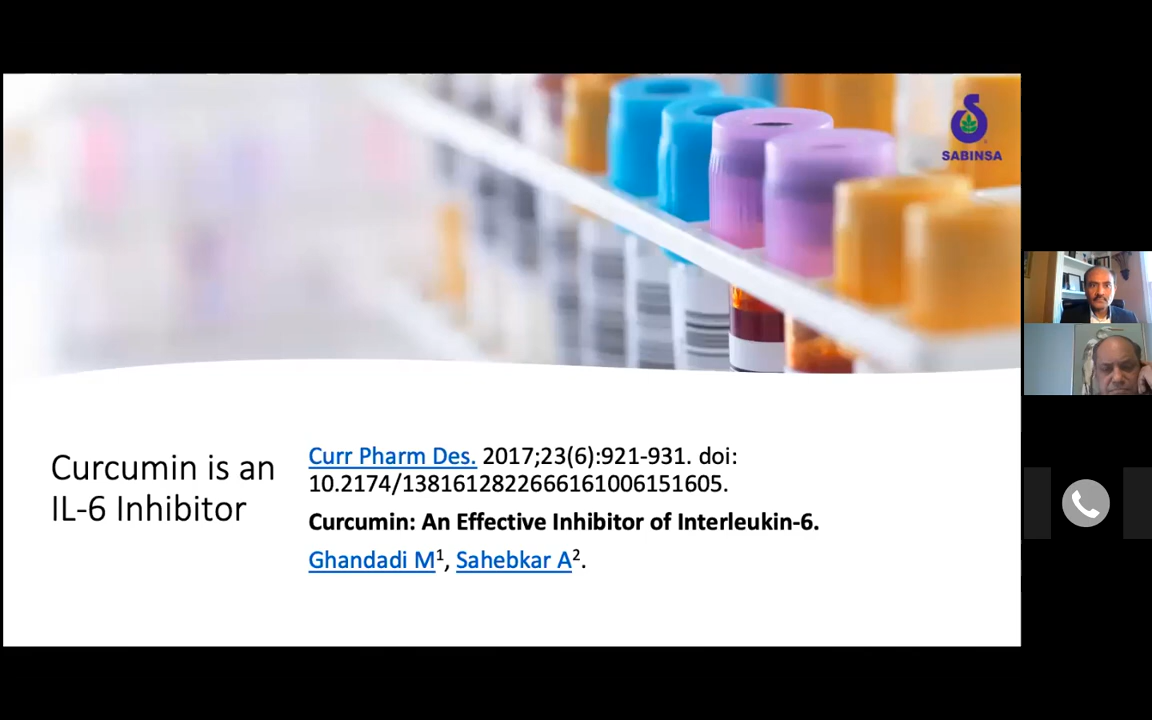 SABINSA
Curcumin is an
IL-6 Inhibitor
Curr Pharm Des. 2017;23(6):921-931. doi:
10.2174/1381612822666161006151605.
Curcumin: An Effective Inhibitor of Interleukin-6.
Ghandadi M1, Sahebkar A2.